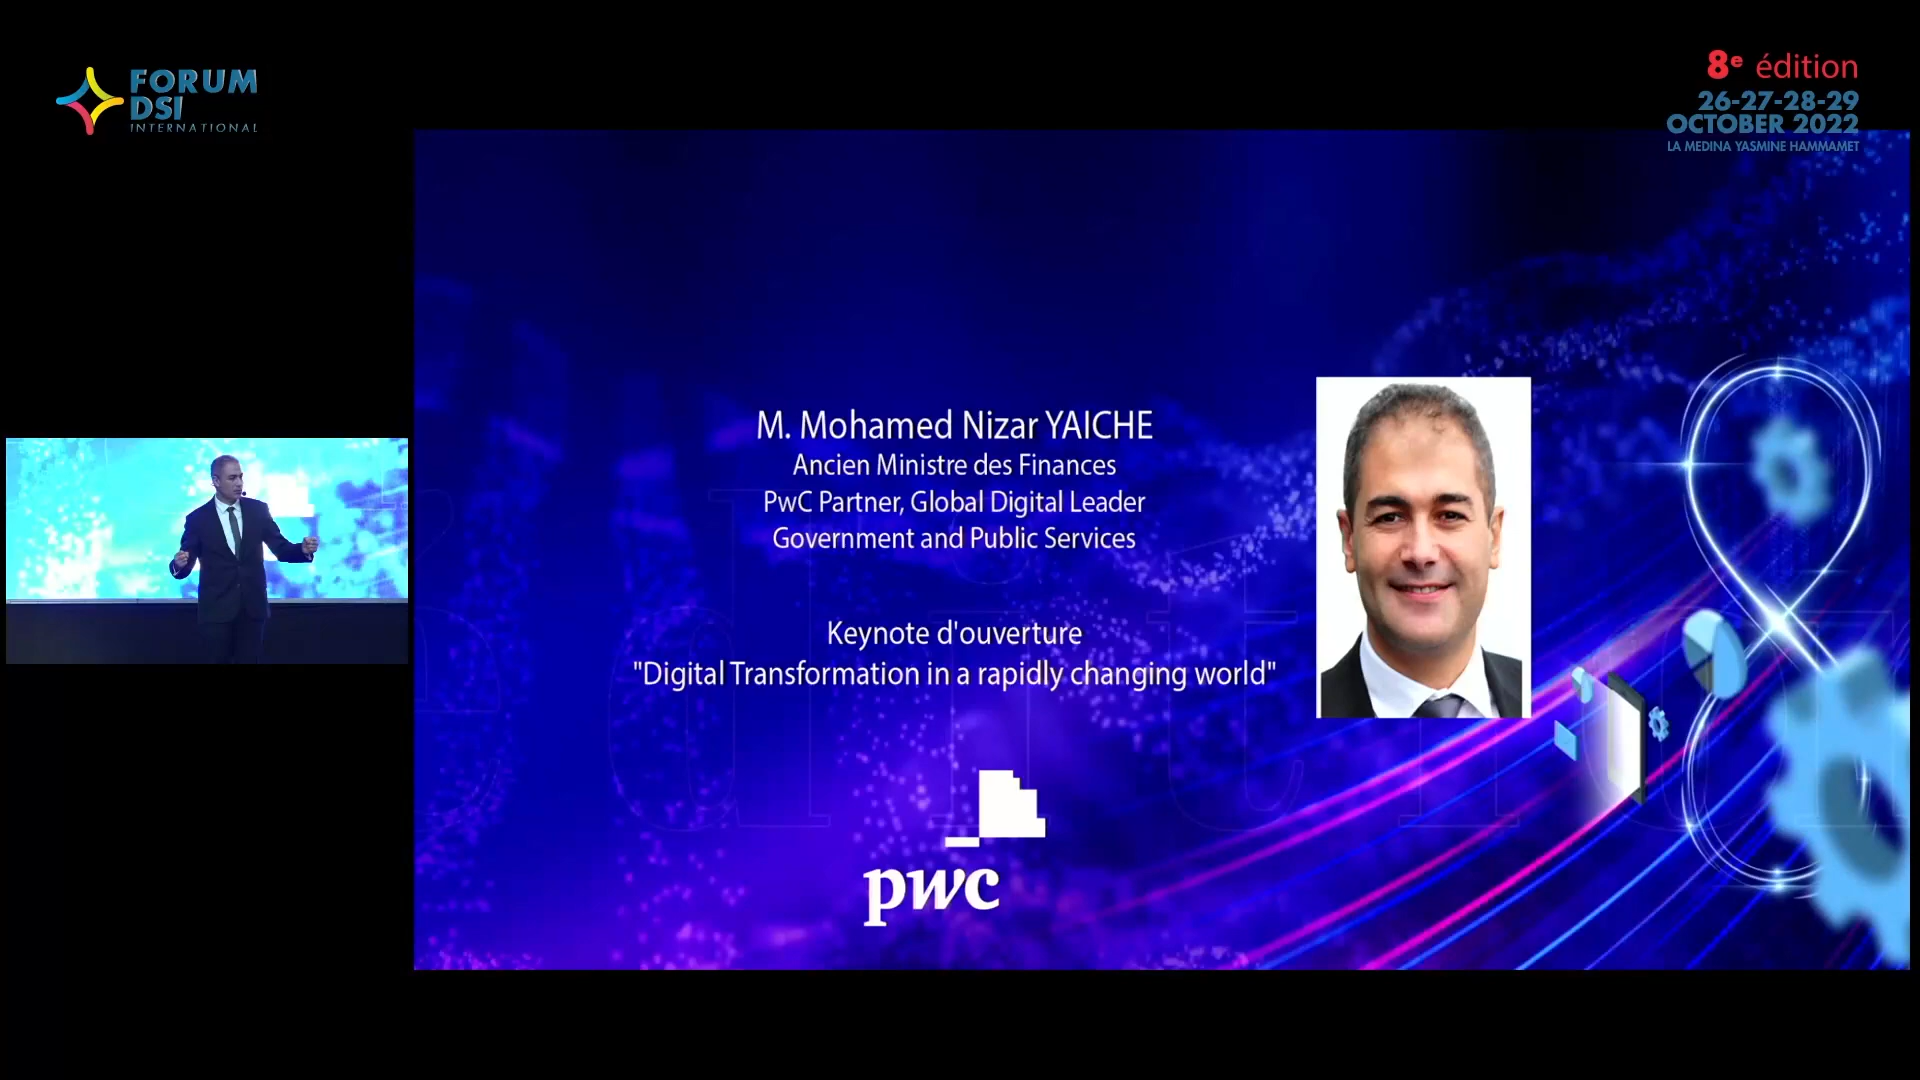 FORUM
DSI
INTERNATIONAL
8e édition
26-27-28-29
OCTOBER 2022
LA MEDINA YASMINE HAMMAMET
M. Mohamed Nizar YAICHE
Ancien Ministre des Finances
PwC Partner, Global Digital Leader
Government and Public Services
Keynote d'ouverture
"Digital Transformation in a rapidly changing world"
pwc